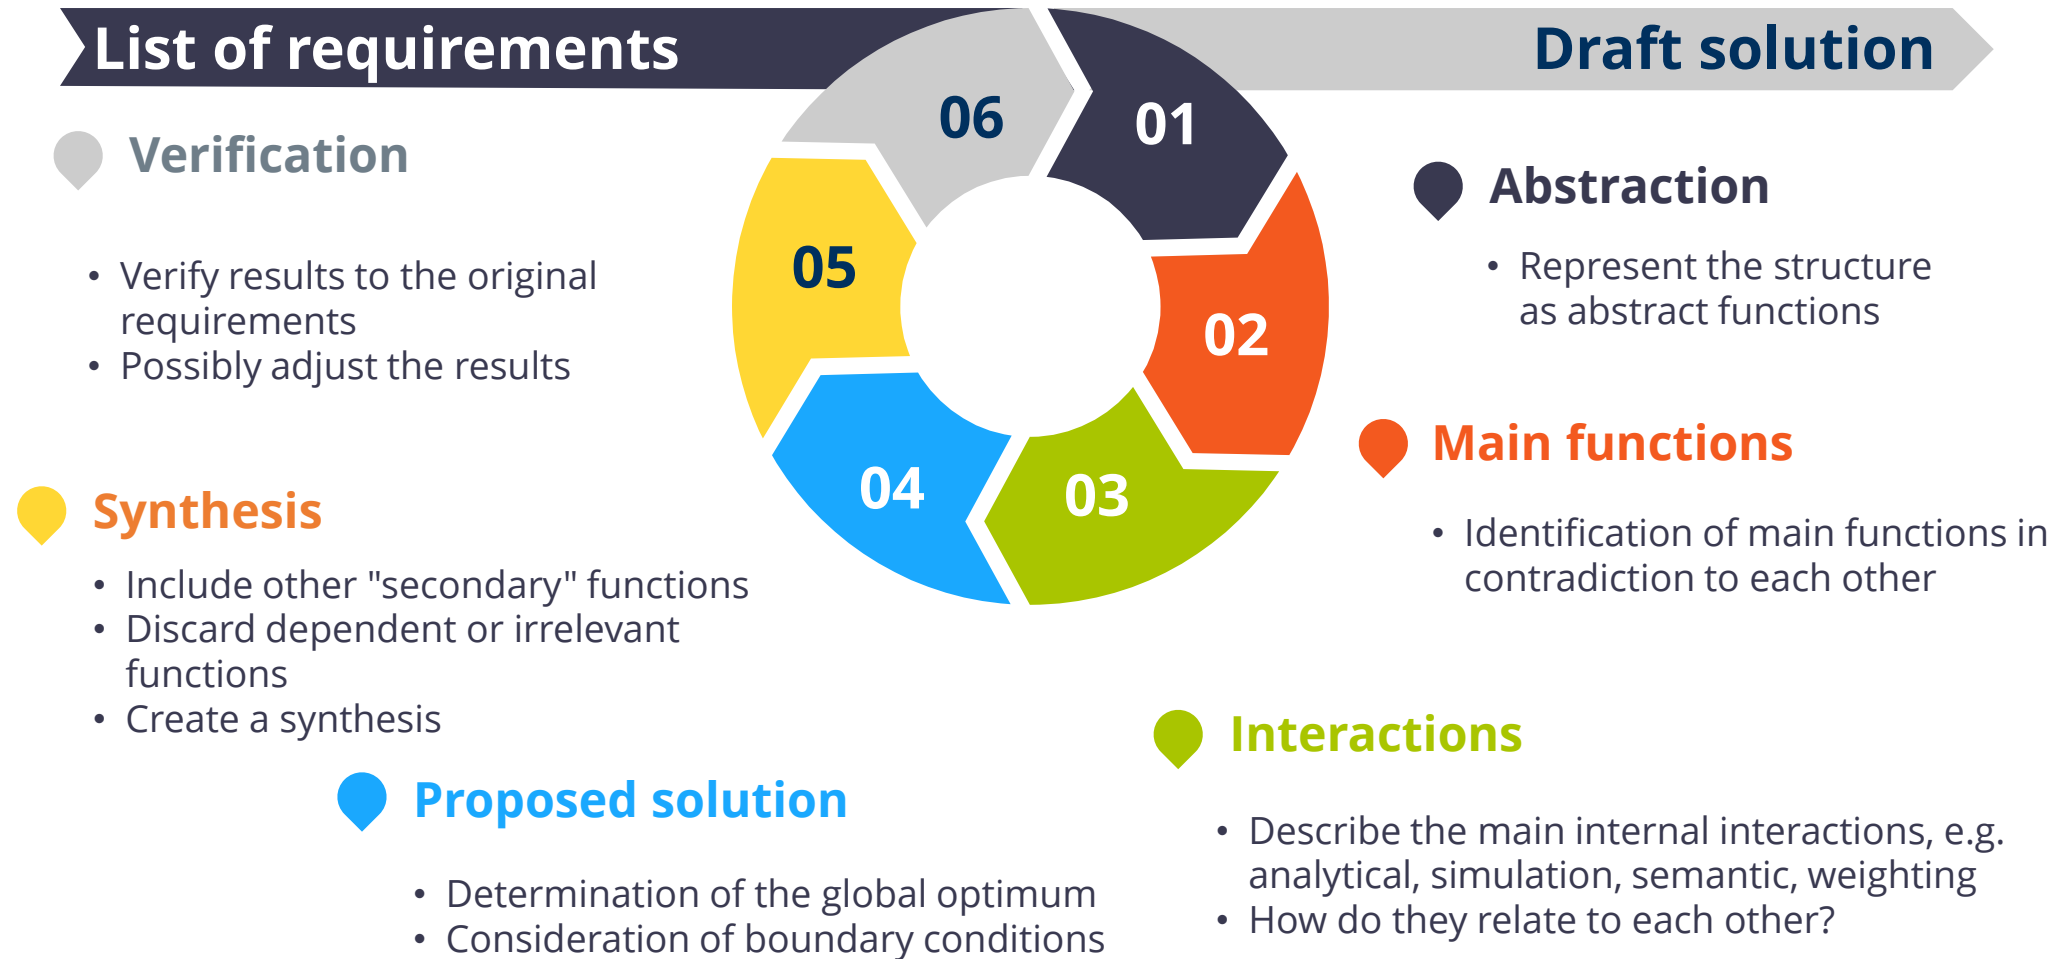 List of requirements
Draft solution
06
01
05
02
04
03
Abstraction
• Represent the structure
as abstract functions
Main functions
• Identification of main functions in
contradiction to each other
Interactions
• Describe the main internal interactions, e.g.
analytical, simulation, semantic, weighting
• How do they relate to each other?
Proposed solution
• Determination of the global optimum
• Consideration of boundary conditions
Synthesis
• Include other "secondary" functions
• Discard dependent or irrelevant
functions
• Create a synthesis
Verification
• Verify results to the original
requirements
• Possibly adjust the results